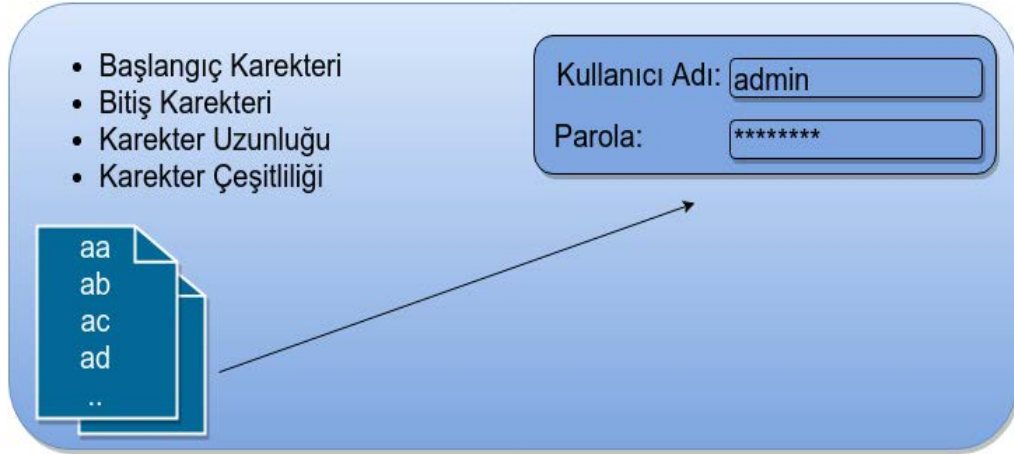 • Başlangıç Karekteri
• Bitiş Karekteri
• Karekter Uzunluğu
• Karekter Çeşitliliği
Kullanıcı Adı: admin
Parola: ********
aa
ab
ac
ad
..